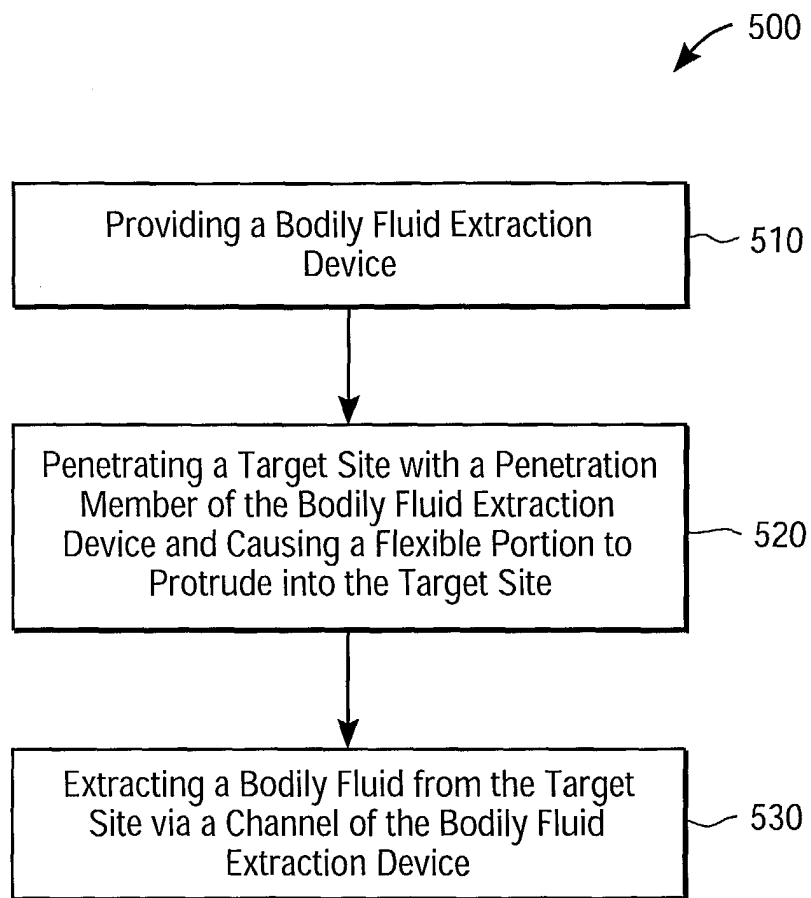 500
Providing a Bodily Fluid Extraction
Device
510
Penetrating a Target Site with a Penetration
Member of the Bodily Fluid Extraction
Device and Causing a Flexible Portion to
Protrude into the Target Site
520
Extracting a Bodily Fluid from the Target
Site via a Channel of the Bodily Fluid
Extraction Device
530